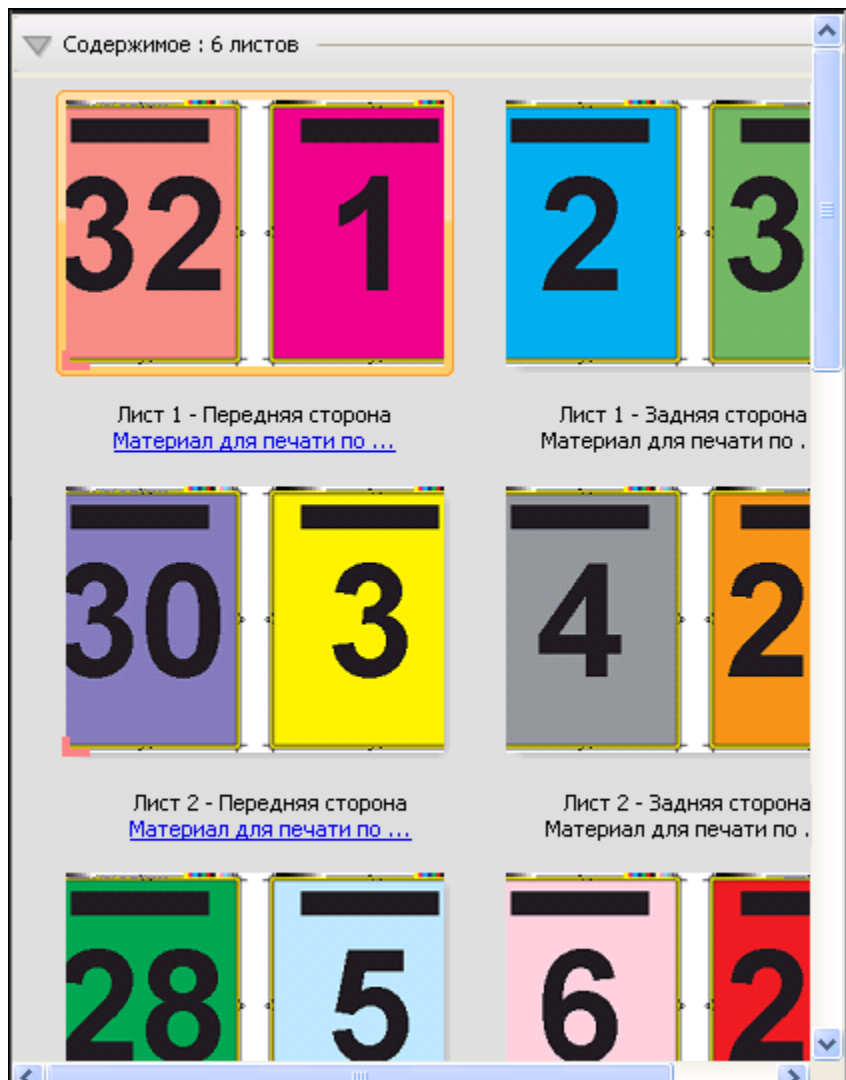 Содержимое : 6 листов
32 1 2 3
Лист 1 - Передняя сторона
Материал для печати по ...
Лист 1 - Задняя сторона
Материал для печати по .
30 3 4 2
Лист 2 - Передняя сторона
Материал для печати по ...
Лист 2 - Задняя сторона
Материал для печати по .
28 5 6 2